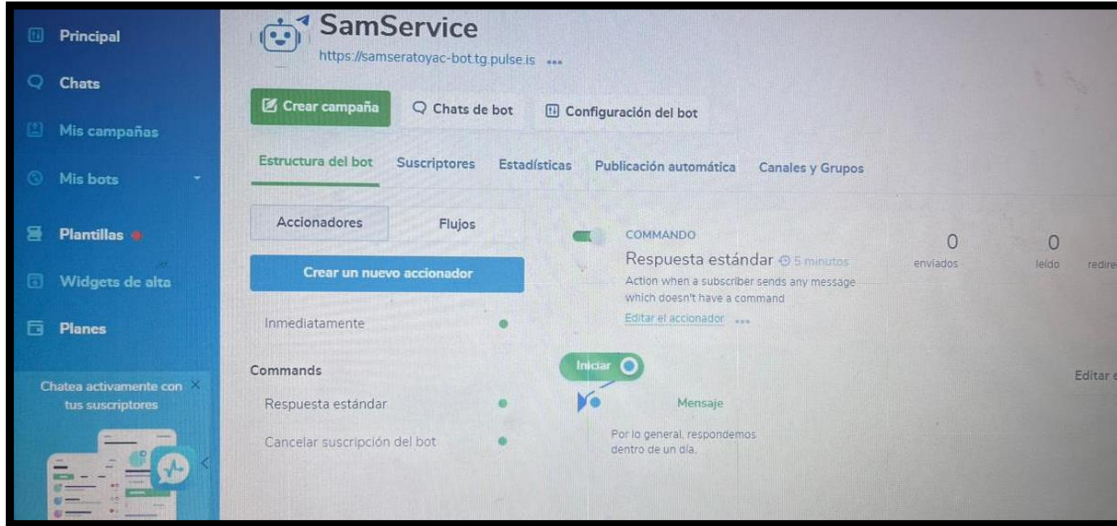 Principal
Chats
Mis campañas
Mis bots
Plantillas
Widgets de alta
Planes
Chatea activamente con
tus suscriptores
SamService
https://samseratoyac-bot.tg.pulse.is
Crear campaña
Chats de bot
Configuración del bot
Estructura del bot
Suscriptores
Estadísticas
Publicación automática
Canales y Grupos
Accionadores
Flujos
Crear un nuevo accionador
Inmediatamente
Commands
Respuesta estándar
Cancelar suscripción del bot
COMMANDO
Respuesta estándar 5 minutos
Action when a subscriber sends any message
which doesn't have a command
Editar el accionador
0
enviados
0
leído
redire
Iniciar
Editar e
Mensaje
Por lo general, respondemos
dentro de un día.